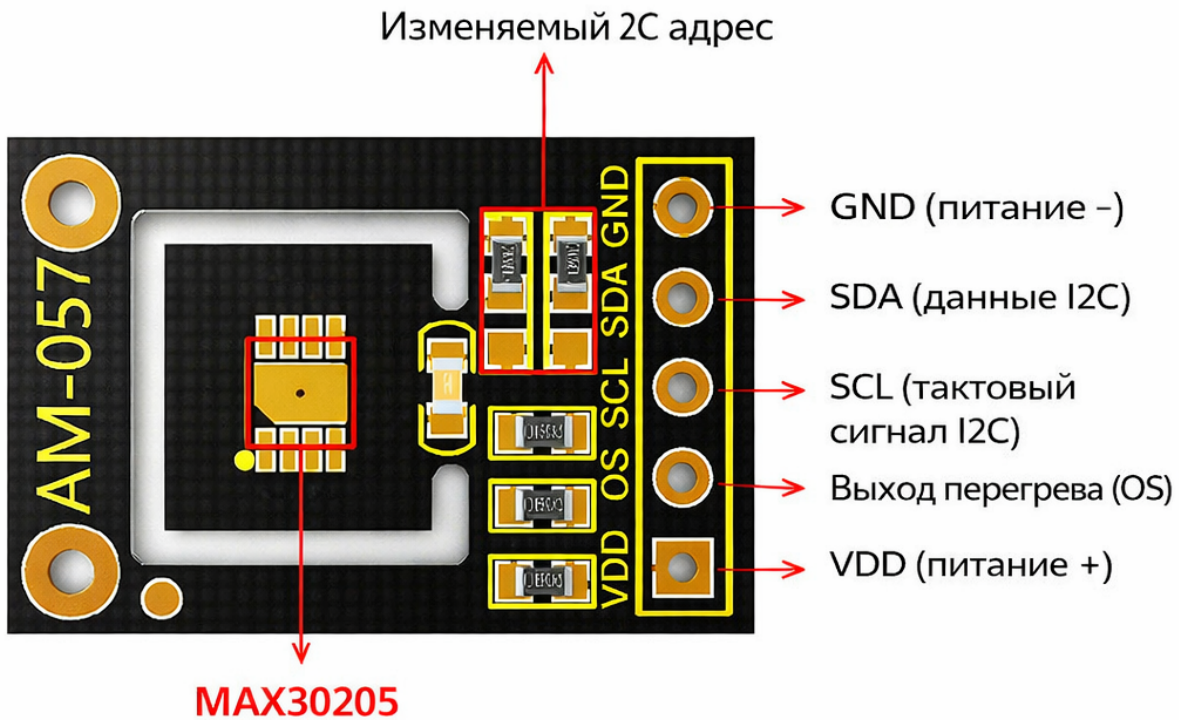 Изменяемый 2C адрес
AM-057
GND
SDA
SCL
OS
VDD
GND (питание –)
SDA (данные I2C)
SCL (тактовый
сигнал I2C)
Выход перегрева (OS)
VDD (питание +)
MAX30205